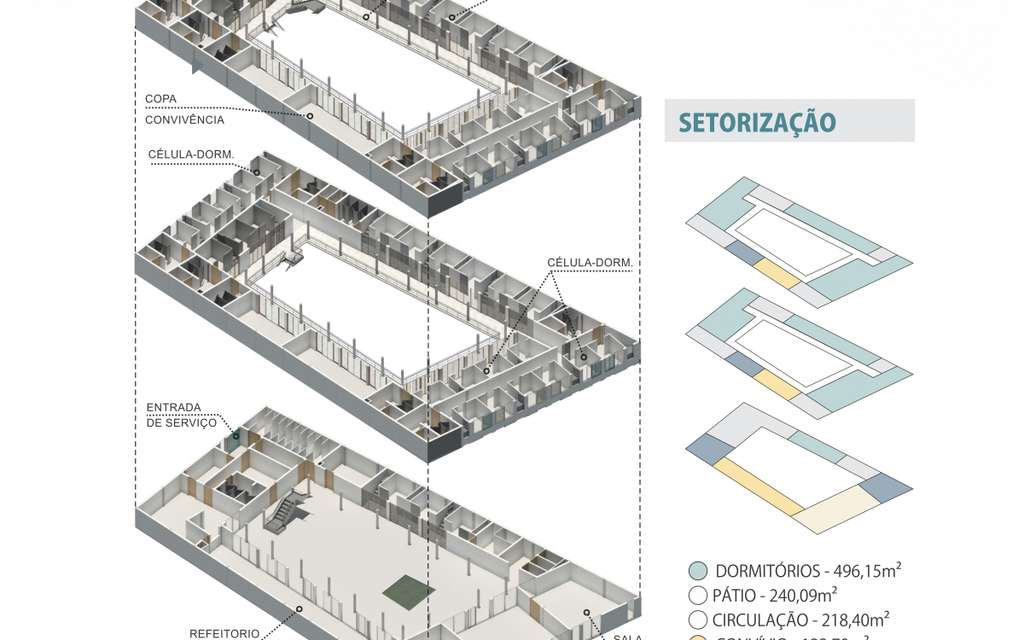 COPA
CONVIVÊNCIA
CÉLULA-DORM.
CÉLULA-DORM.
ENTRADA
DE SERVIÇO
REFEITORIO
SALA
SETORIZAÇÃO
DORMITÓRIOS - 496,15m²
PÁTIO - 240,09m²
CIRCULAÇÃO - 218,40m²